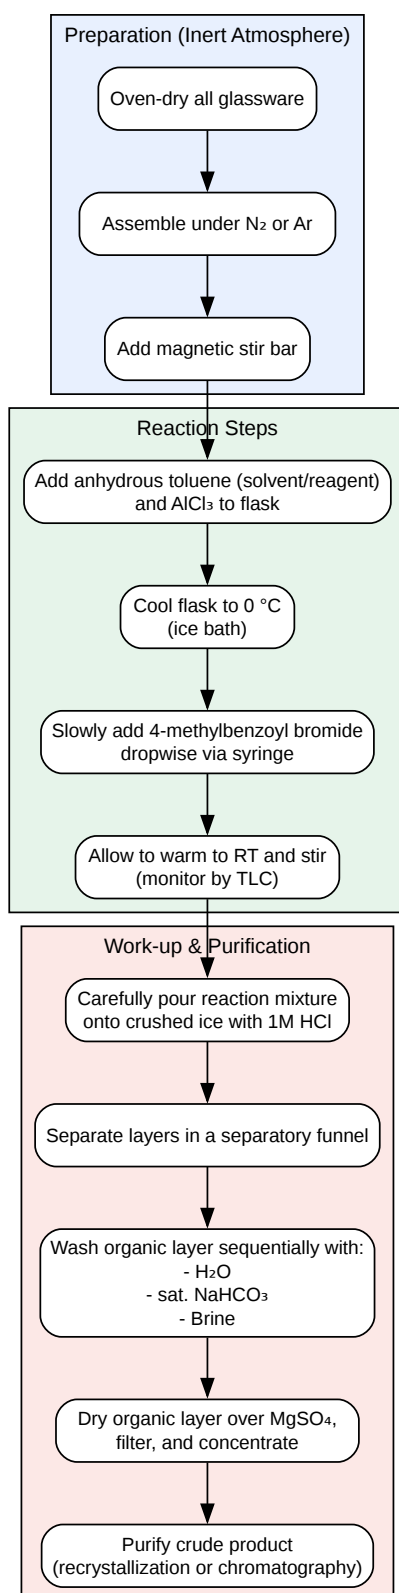 Preparation (Inert Atmosphere)
Oven-dry all glassware
Assemble under N₂ or Ar
Add magnetic stir bar
Reaction Steps
Add anhydrous toluene (solvent/reagent)
and AlCl₃ to flask
Cool flask to 0 °C
(ice bath)
Slowly add 4-methylbenzoyl bromide
dropwise via syringe
Allow to warm to RT and stir
(monitor by TLC)
Work-up & Purification
Carefully pour reaction mixture
onto crushed ice with 1M HCl
Separate layers in a separatory funnel
Wash organic layer sequentially with:
- H₂O
- sat. NaHCO₃
- Brine
Dry organic layer over MgSO₄,
filter, and concentrate
Purify crude product
(recrystallization or chromatography)